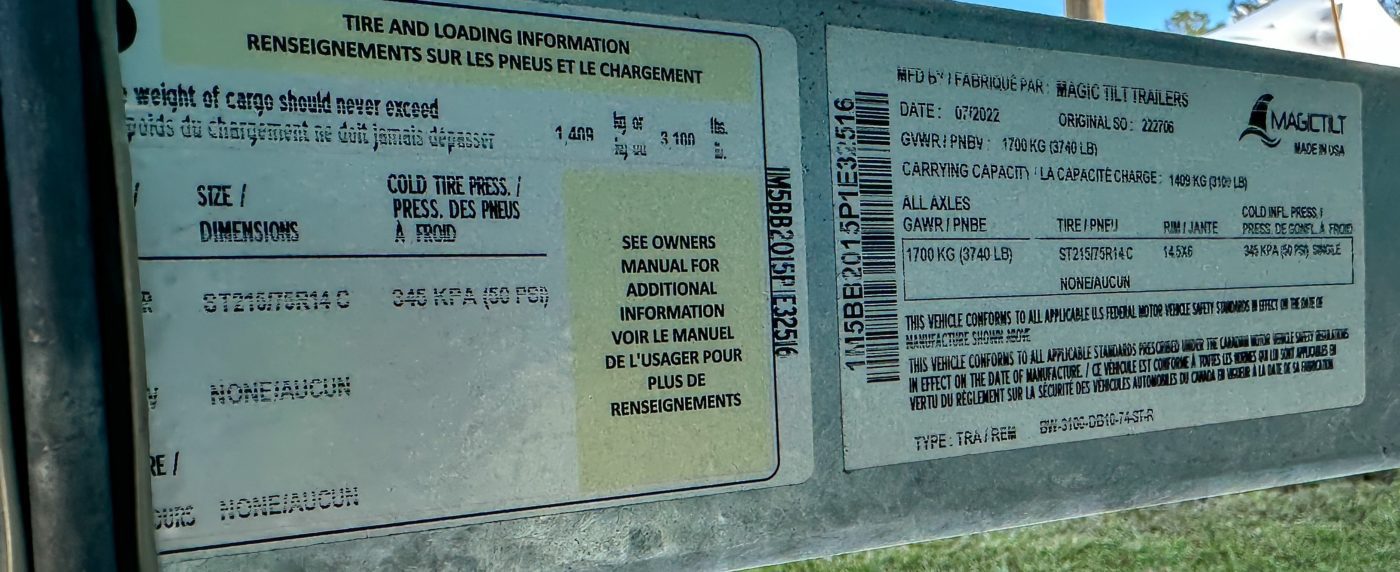 TIRE AND LOADING INFORMATION
RENSEIGNEMENTS SUR LES PNEUS ET LE CHARGEMENT
weight of cargo should never exceed
poids du chargement ne doit jamais dépasser
1,409 kg or 3,100 lbs.
kg ou lb.
SIZE /
DIMENSIONS
COLD TIRE PRESS. /
PRESS. DES PNEUS
À FROID
ST215/75R14 C 345 KPA (50 PSI)
NONE/AUCUN
RE /
OURS NONE/AUCUN
SEE OWNERS
MANUAL FOR
ADDITIONAL
INFORMATION
VOIR LE MANUEL
DE L'USAGER POUR
PLUS DE
RENSEIGNEMENTS
1M5BB2015P1E32516
1M5BB2015P1E32516
MFD BY / FABRIQUÉ PAR : MAGIC TILT TRAILERS
DATE : 07/2022 ORIGINAL SO : 222706
GVWR / PNBV : 1700 KG (3740 LB)
CARRYING CAPACITY / LA CAPACITÉ CHARGE : 1409 KG (3100 LB)
MAGICTILT
MADE IN USA
ALL AXLES
GAWR / PNBE TIRE / PNEU RIM / JANTE
COLD INFL. PRESS. /
PRESS. DE GONFL. À FROID
1700 KG (3740 LB) ST215/75R14 C 14.5X6 345 KPA (50 PSI) SINGLE
NONE/AUCUN
THIS VEHICLE CONFORMS TO ALL APPLICABLE U.S FEDERAL MOTOR VEHICLE SAFETY STANDARDS IN EFFECT ON THE DATE OF
MANUFACTURE SHOWN ABOVE
THIS VEHICLE CONFORMS TO ALL APPLICABLE STANDARDS PRESCRIBED UNDER THE CANADIAN MOTOR VEHICLE SAFETY REGULATIONS
IN EFFECT ON THE DATE OF MANUFACTURE. / CE VÉHICULE EST CONFORME À TOUTES LES NORMES QUI LUI SONT APPLICABLES EN
VERTU DU RÈGLEMENT SUR LA SÉCURITÉ DES VÉHICULES AUTOMOBILES DU CANADA EN VIGUEUR À LA DATE DE SA FABRICATION
TYPE : TRA / REM BW-3100-DB10-74-ST-R